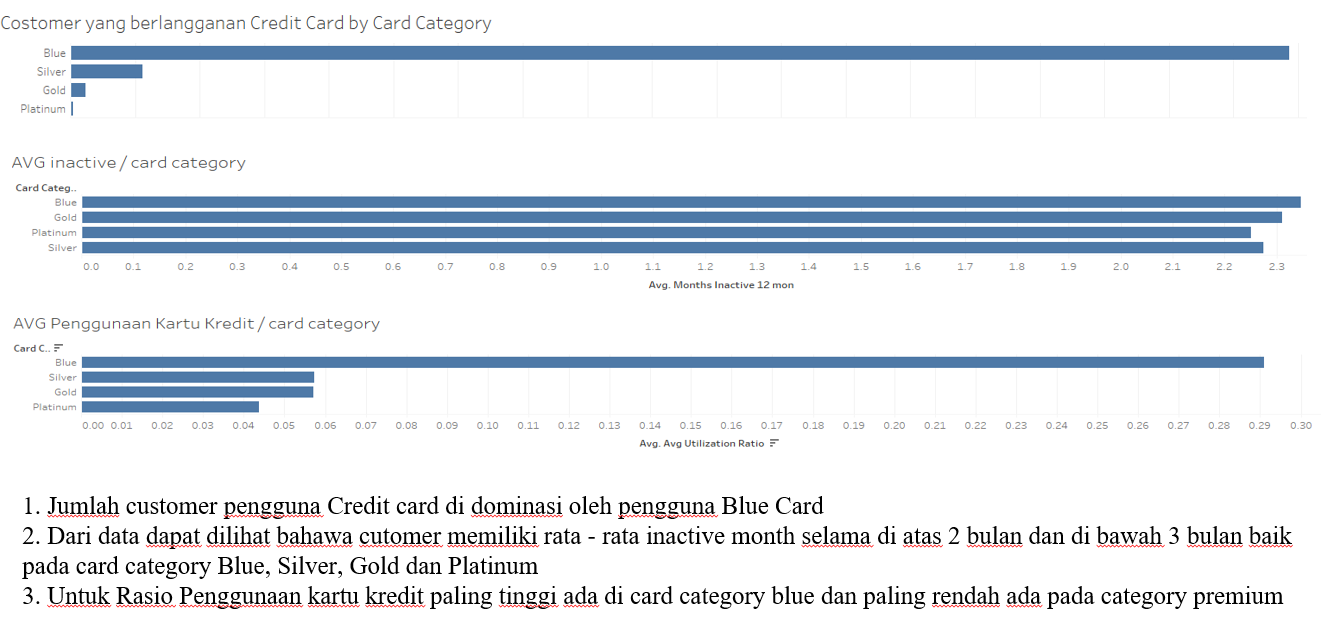 Costomer yang berlangganan Credit Card by Card Category
Blue
Silver
Gold
Platinum
AVG inactive / card category
Card Categ..
Blue
Gold
Platinum
Silver
0.0 0.1 0.2 0.3 0.4 0.5 0.6 0.7 0.8 0.9 1.0 1.1 1.2 1.3 1.4 1.5 1.6 1.7 1.8 1.9 2.0 2.1 2.2 2.3
Avg. Months Inactive 12 mon
AVG Penggunaan Kartu Kredit / card category
Card C..
Blue
Silver
Gold
Platinum
0.00 0.01 0.02 0.03 0.04 0.05 0.06 0.07 0.08 0.09 0.10 0.11 0.12 0.13 0.14 0.15 0.16 0.17 0.18 0.19 0.20 0.21 0.22 0.23 0.24 0.25 0.26 0.27 0.28 0.29 0.30
Avg. Avg Utilization Ratio
1. Jumlah customer pengguna Credit card di dominasi oleh pengguna Blue Card
2. Dari data dapat dilihat bahawa cutomer memiliki rata - rata inactive month selama di atas 2 bulan dan di bawah 3 bulan baik
pada card category Blue, Silver, Gold dan Platinum
3. Untuk Rasio Penggunaan kartu kredit paling tinggi ada di card category blue dan paling rendah ada pada category premium